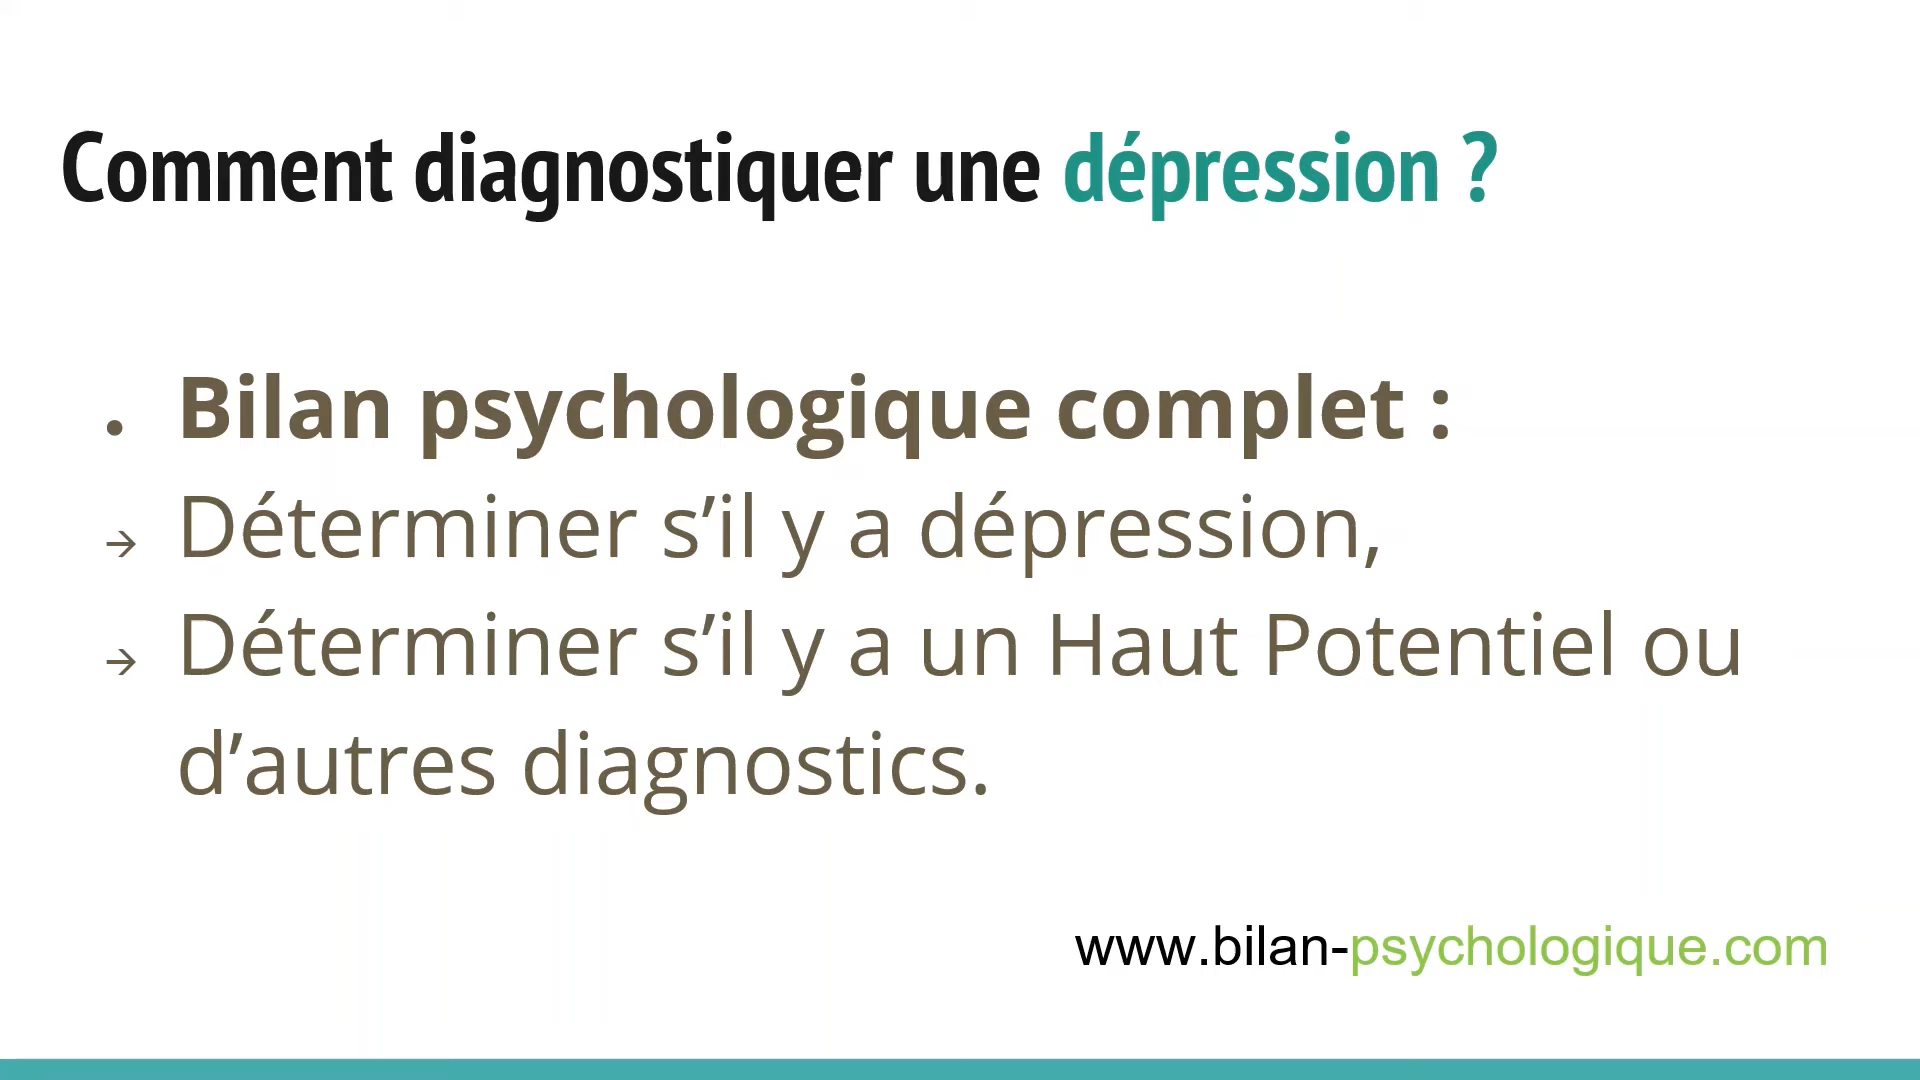 Comment diagnostiquer une dépression ?
• Bilan psychologique complet :
→ Déterminer s’il y a dépression,
→ Déterminer s’il y a un Haut Potentiel ou
d’autres diagnostics.
www.bilan-psychologique.com